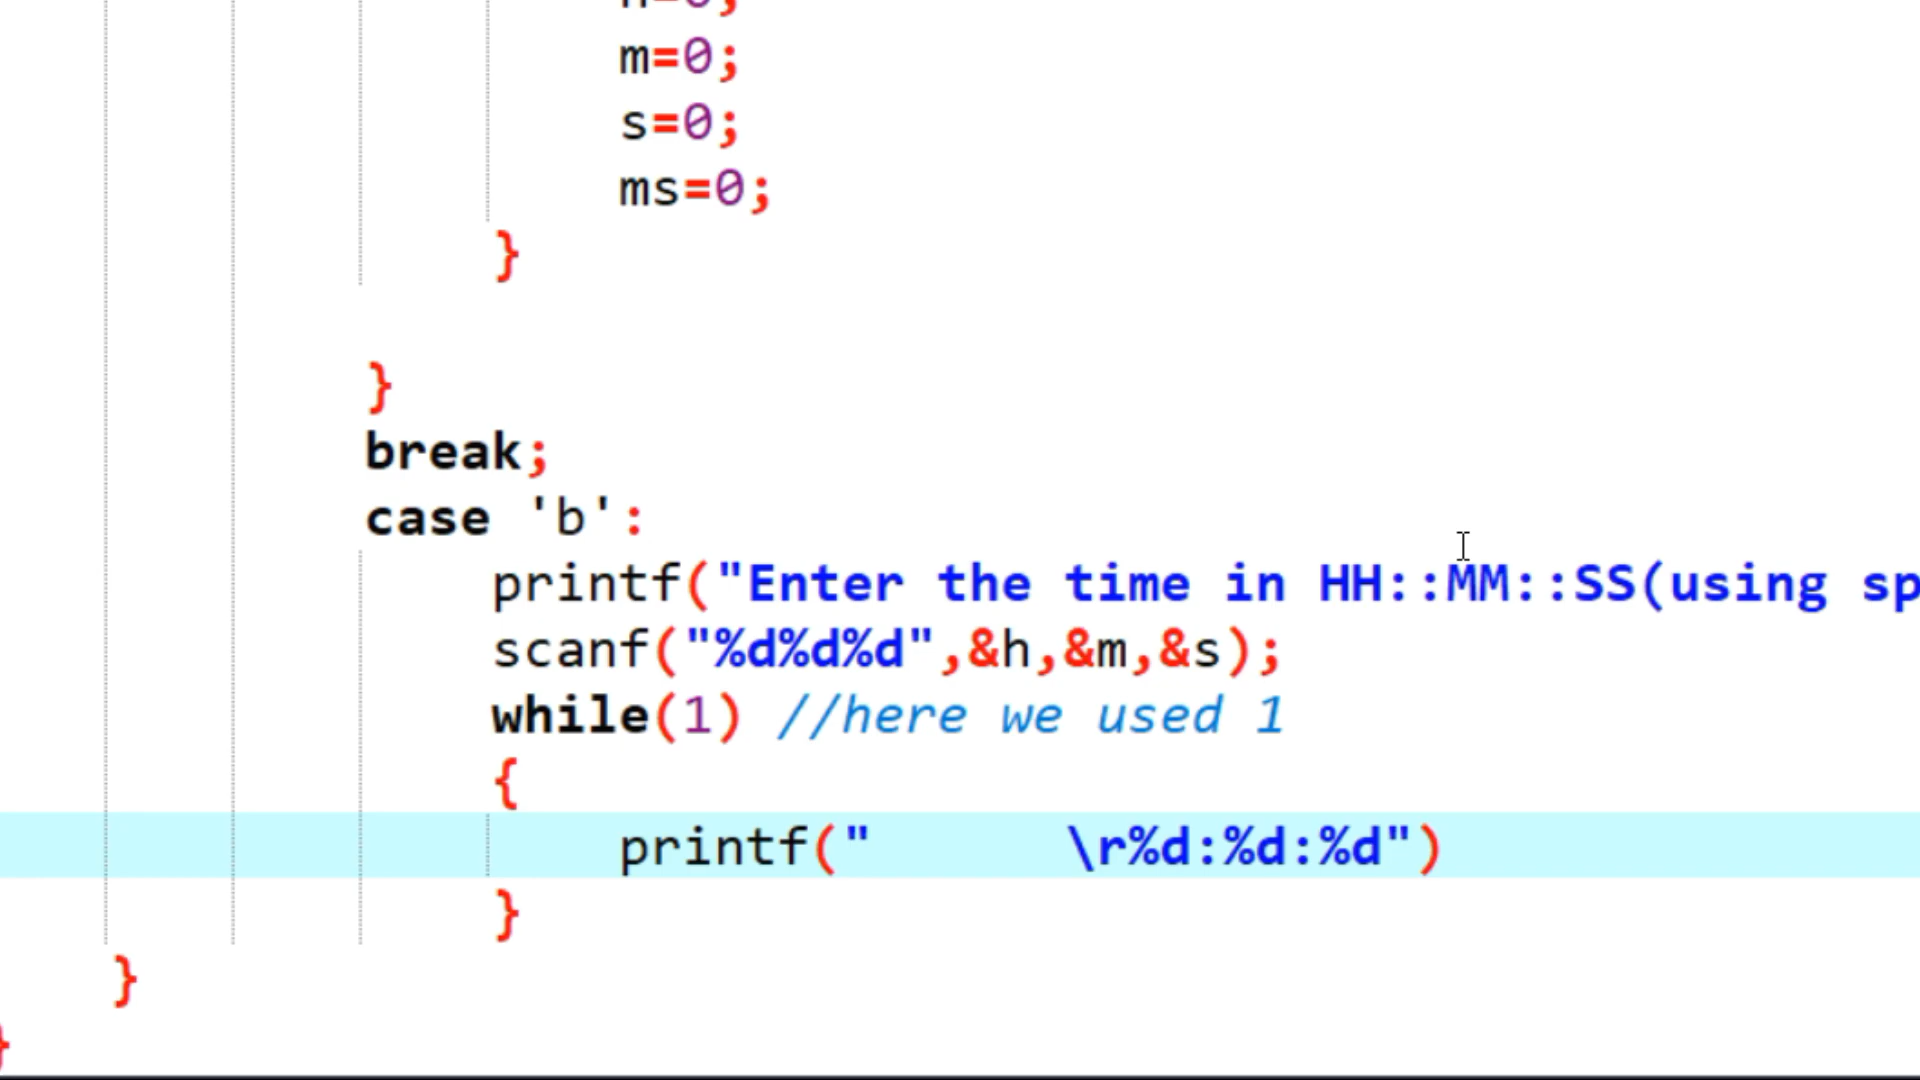 m=0;
s=0;
ms=0;
}
}
break;
case 'b':
printf("Enter the time in HH::MM::SS(using
scanf("%d%d%d",&h,&m,&s);
while(1) //here we used 1
{
printf("      \r%d:%d:%d")
}
}
}